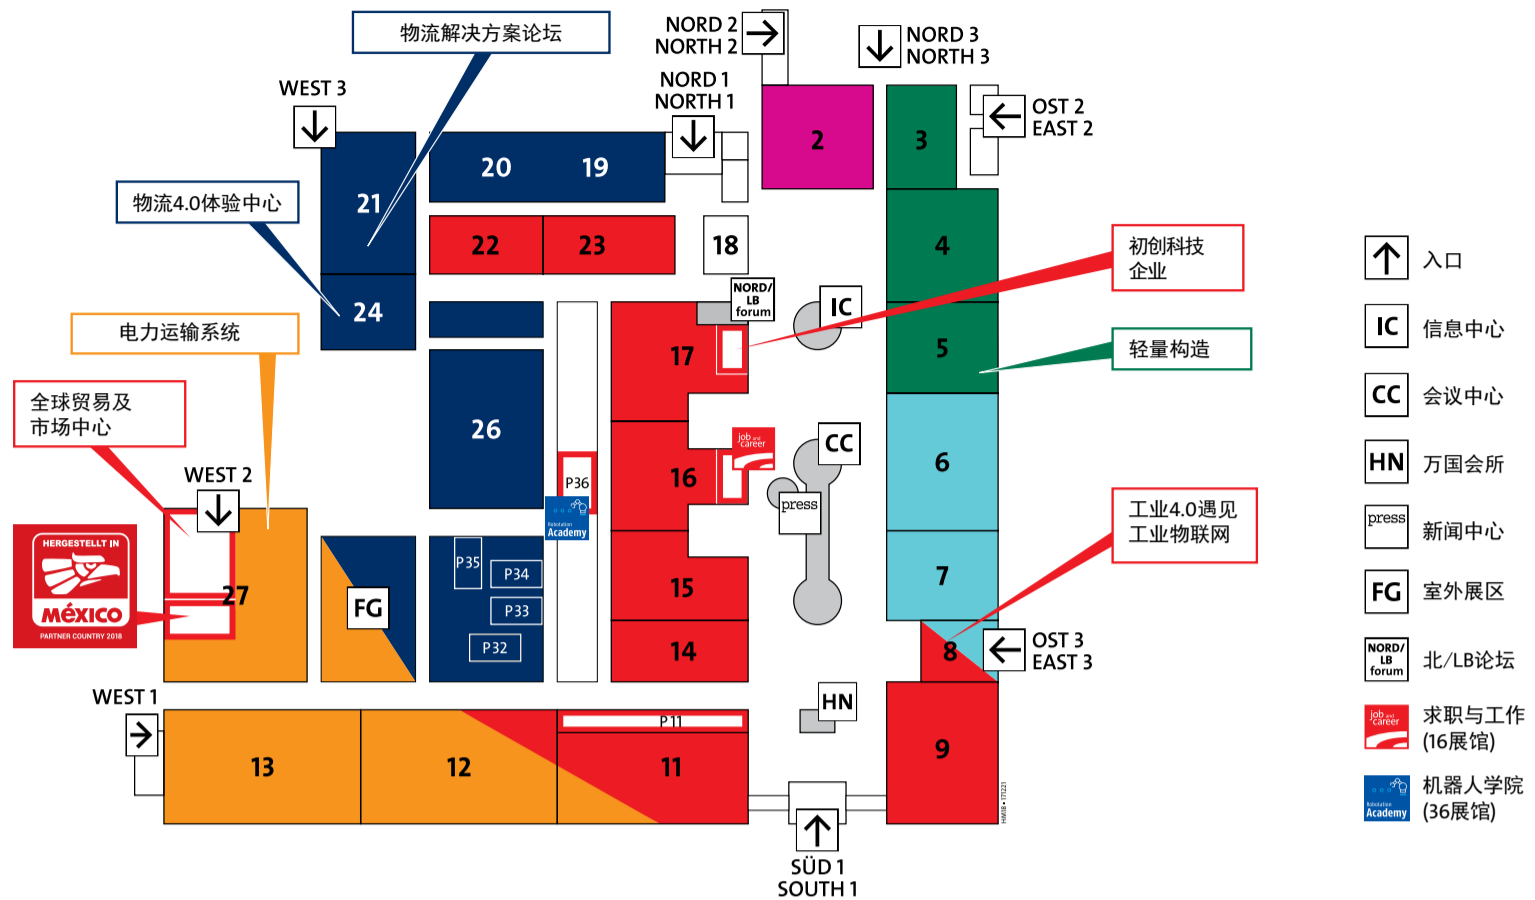 物流解决方案论坛
NORD 2
NORTH 2
NORD 3
NORTH 3
WEST 3
NORD 1
NORTH 1
OST 2
EAST 2
2
3
20
19
21
物流4.0体验中心
22
23
18
4
初创科技
企业
入口
24
NORD/
LB
forum
IC
IC
信息中心
电力运输系统
17
5
轻量构造
全球贸易及
市场中心
CC
会议中心
26
job and
career
CC
WEST 2
16
P36
6
HN
万国会所
press
工业4.0遇见
工业物联网
press
新闻中心
Robotation
Academy
HERGESTELLT IN
MéXICO
PARTNER COUNTRY 2018
27
FG
P35
P34
P33
P32
15
7
FG
室外展区
14
8
OST 3
EAST 3
NORD/
LB
forum
北/LB论坛
WEST 1
HN
P11
job and
career
求职与工作
(16展馆)
13
12
11
9
HM18 • 171221
Robotation
Academy
机器人学院
(36展馆)
SÜD 1
SOUTH 1